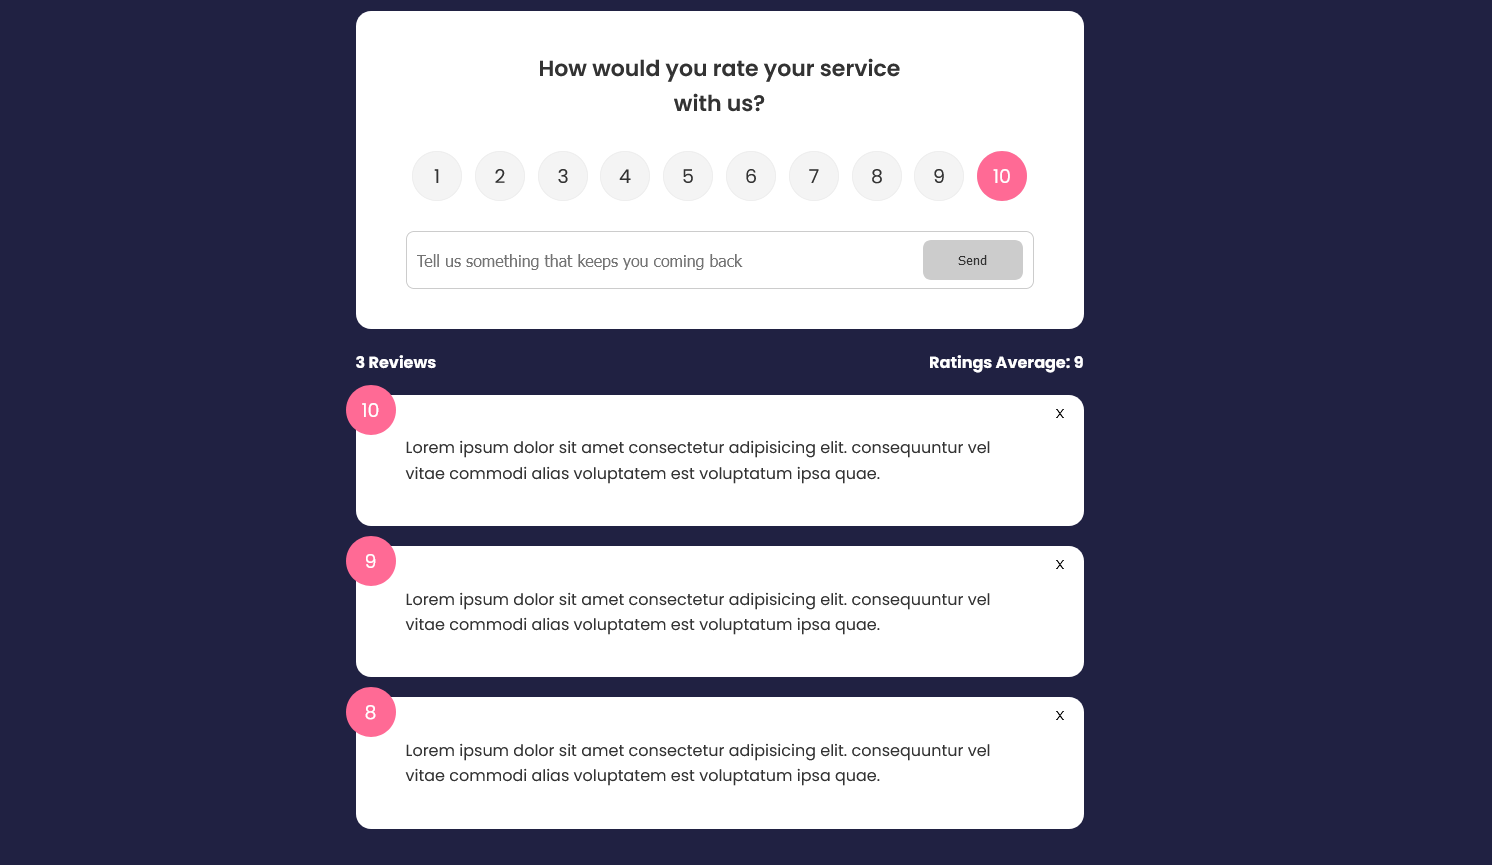 How would you rate your service
with us?
1 2 3 4 5 6 7 8 9 10
Tell us something that keeps you coming back
Send
3 Reviews
Ratings Average: 9
10
X
Lorem ipsum dolor sit amet consectetur adipisicing elit. consequuntur vel
vitae commodi alias voluptatem est voluptatum ipsa quae.
9
X
Lorem ipsum dolor sit amet consectetur adipisicing elit. consequuntur vel
vitae commodi alias voluptatem est voluptatum ipsa quae.
8
X
Lorem ipsum dolor sit amet consectetur adipisicing elit. consequuntur vel
vitae commodi alias voluptatem est voluptatum ipsa quae.